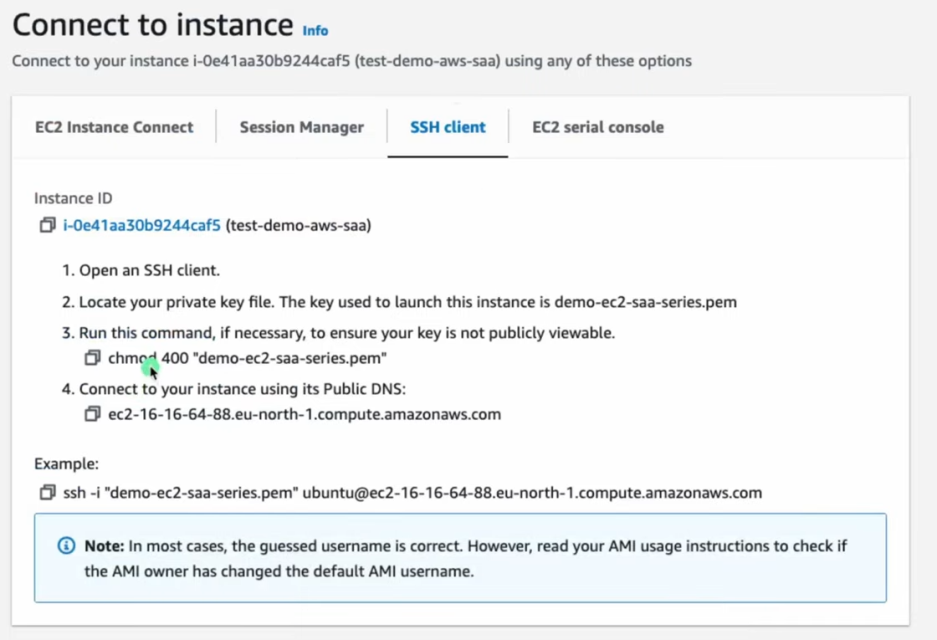 Connect to instance Info
Connect to your instance i-0e41aa30b9244caf5 (test-demo-aws-saa) using any of these options
EC2 Instance Connect
Session Manager
SSH client
EC2 serial console
Instance ID
i-0e41aa30b9244caf5 (test-demo-aws-saa)
1. Open an SSH client.
2. Locate your private key file. The key used to launch this instance is demo-ec2-saa-series.pem
3. Run this command, if necessary, to ensure your key is not publicly viewable.
chmod 400 "demo-ec2-saa-series.pem"
4. Connect to your instance using its Public DNS:
ec2-16-16-64-88.eu-north-1.compute.amazonaws.com
Example:
ssh -i "demo-ec2-saa-series.pem" ubuntu@ec2-16-16-64-88.eu-north-1.compute.amazonaws.com
Note: In most cases, the guessed username is correct. However, read your AMI usage instructions to check if
the AMI owner has changed the default AMI username.